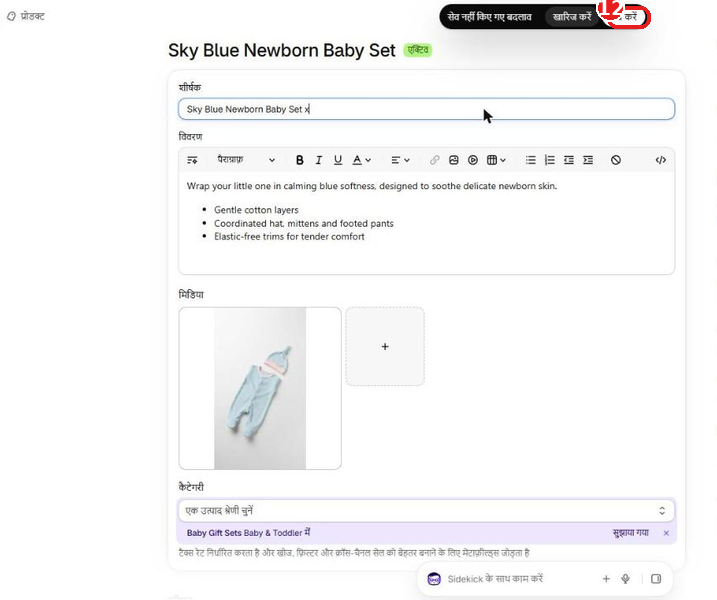 प्रोडक्ट
सेव नहीं किए गए बदलाव
खारिज करें
12
करें
Sky Blue Newborn Baby Set
एक्टिव
शीर्षक
Sky Blue Newborn Baby Set x
विवरण
पैराग्राफ़ B I U A
Wrap your little one in calming blue softness, designed to soothe delicate newborn skin.
• Gentle cotton layers
• Coordinated hat, mittens and footed pants
• Elastic-free trims for tender comfort
मिडिया
कैटेगरी
एक उत्पाद श्रेणी चुनें
Baby Gift Sets Baby & Toddler में
सुझाया गया
टैक्स रेट निर्धारित करता है और खोज, फ़िल्टर और क्रॉस-चैनल सेल को बेहतर बनाने के लिए मेटाफ़ील्ड्स जोड़ता है
Sidekick के साथ काम करें